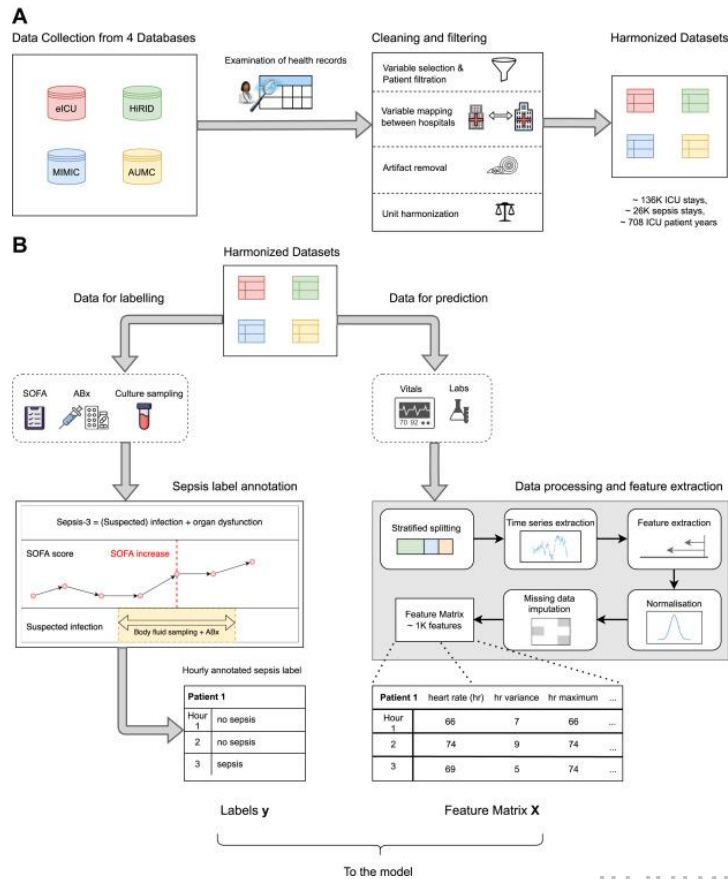 A
Data Collection from 4 Databases
Cleaning and filtering
Harmonized Datasets
eICU
HiRID
MIMIC
AUMC
Examination of health records
Variable selection &
Patient filtration
Variable mapping
between hospitals
Artifact removal
Unit harmonization
~ 136K ICU stays,
~ 26K sepsis stays,
~ 708 ICU patient years
B
Harmonized Datasets
Data for labelling
Data for prediction
SOFA
ABx
Culture sampling
Vitals
70 92
Labs
Sepsis label annotation
Sepsis-3 = (Suspected) infection + organ dysfunction
SOFA score
SOFA increase
Suspected infection
Body fluid sampling + ABx
Data processing and feature extraction
Stratified splitting
Time series extraction
Feature extraction
Feature Matrix
~ 1K features
Missing data
imputation
Normalisation
Hourly annotated sepsis label
Patient 1
Hour
1
no sepsis
2 no sepsis
3 sepsis
Patient 1 heart rate (hr) hr variance hr maximum ...
Hour
1
66 7 66 ...
2 74 9 74 ...
3 69 5 74 ...
Labels y
Feature Matrix X
To the model